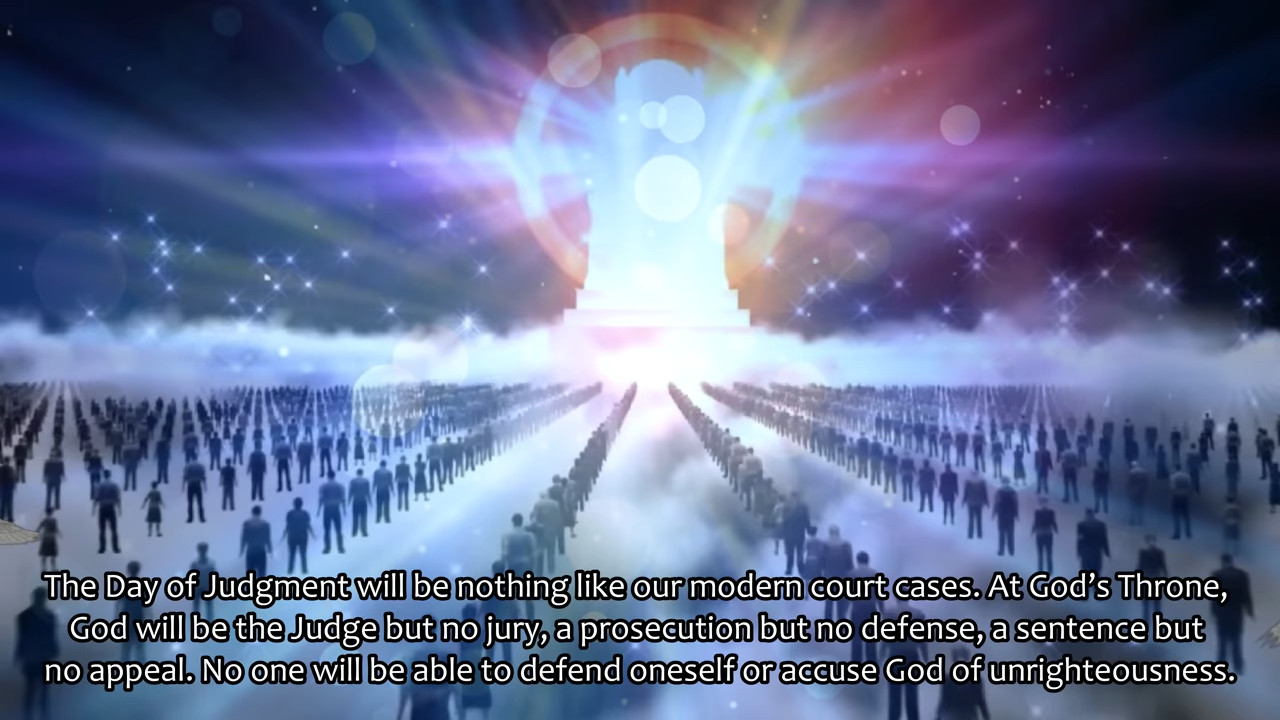 The Day of Judgment will be nothing like our modern court cases. At God’s Throne,
God will be the Judge but no jury, a prosecution but no defense, a sentence but
no appeal. No one will be able to defend oneself or accuse God of unrighteousness.